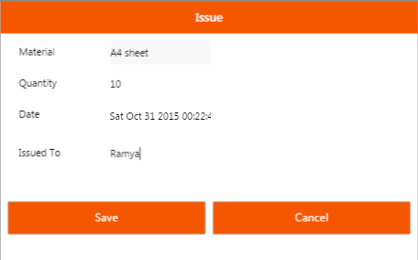 Issue
Material A4 sheet
Quantity 10
Date Sat Oct 31 2015 00:22:4
Issued To Ramya
Save Cancel